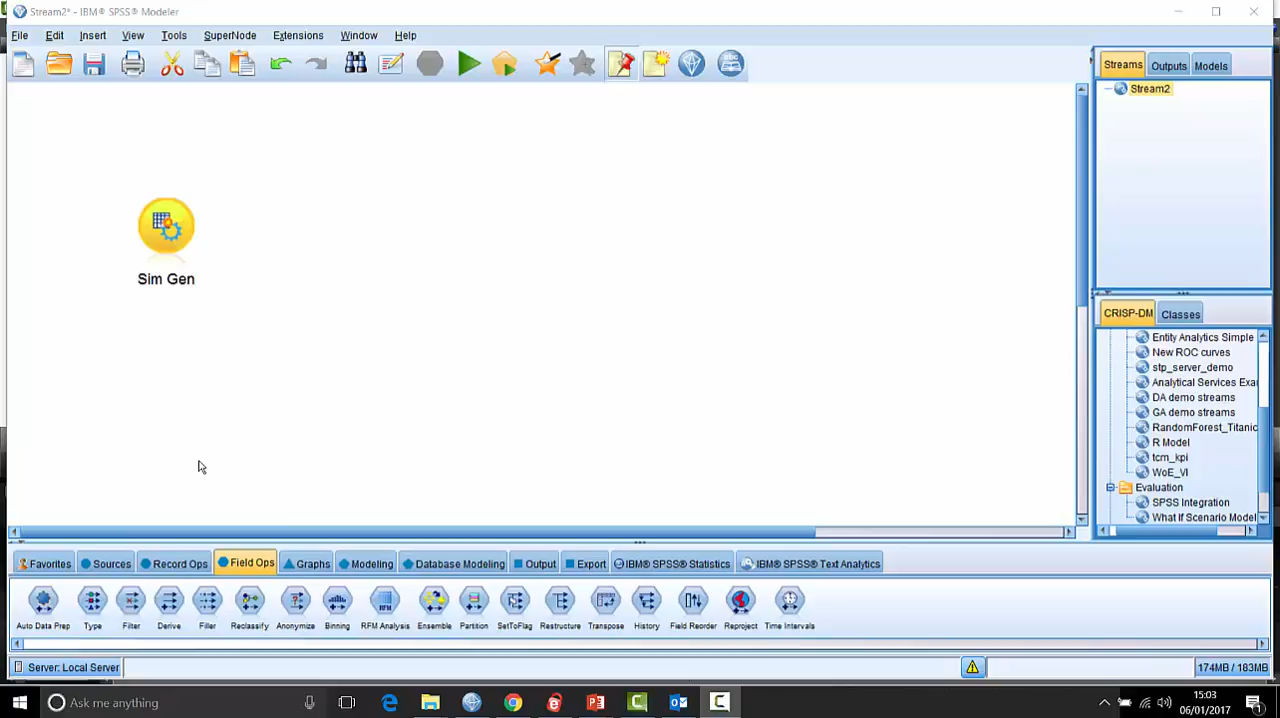 Stream2* - IBM® SPSS® Modeler
File Edit Insert View Tools SuperNode Extensions Window Help
Streams Outputs Models
Stream2
Sim Gen
CRISP-DM Classes
Entity Analytics Simple
New ROC curves
stp_server_demo
Analytical Services Exa
DA demo streams
GA demo streams
RandomForest_Titanic
R Model
tcm_kpi
WoE_VI
Evaluation
SPSS Integration
What If Scenario Model
Favorites Sources Record Ops Field Ops Graphs Modeling Database Modeling Output Export IBM® SPSS® Statistics IBM® SPSS® Text Analytics
Auto Data Prep Type Filter Derive Filler Reclassify Anonymize Binning RFM Analysis Ensemble Partition SetToFlag Restructure Transpose History Field Reorder Reproject Time Intervals
Server: Local Server 174MB / 183MB
Ask me anything
15:03
06/01/2017